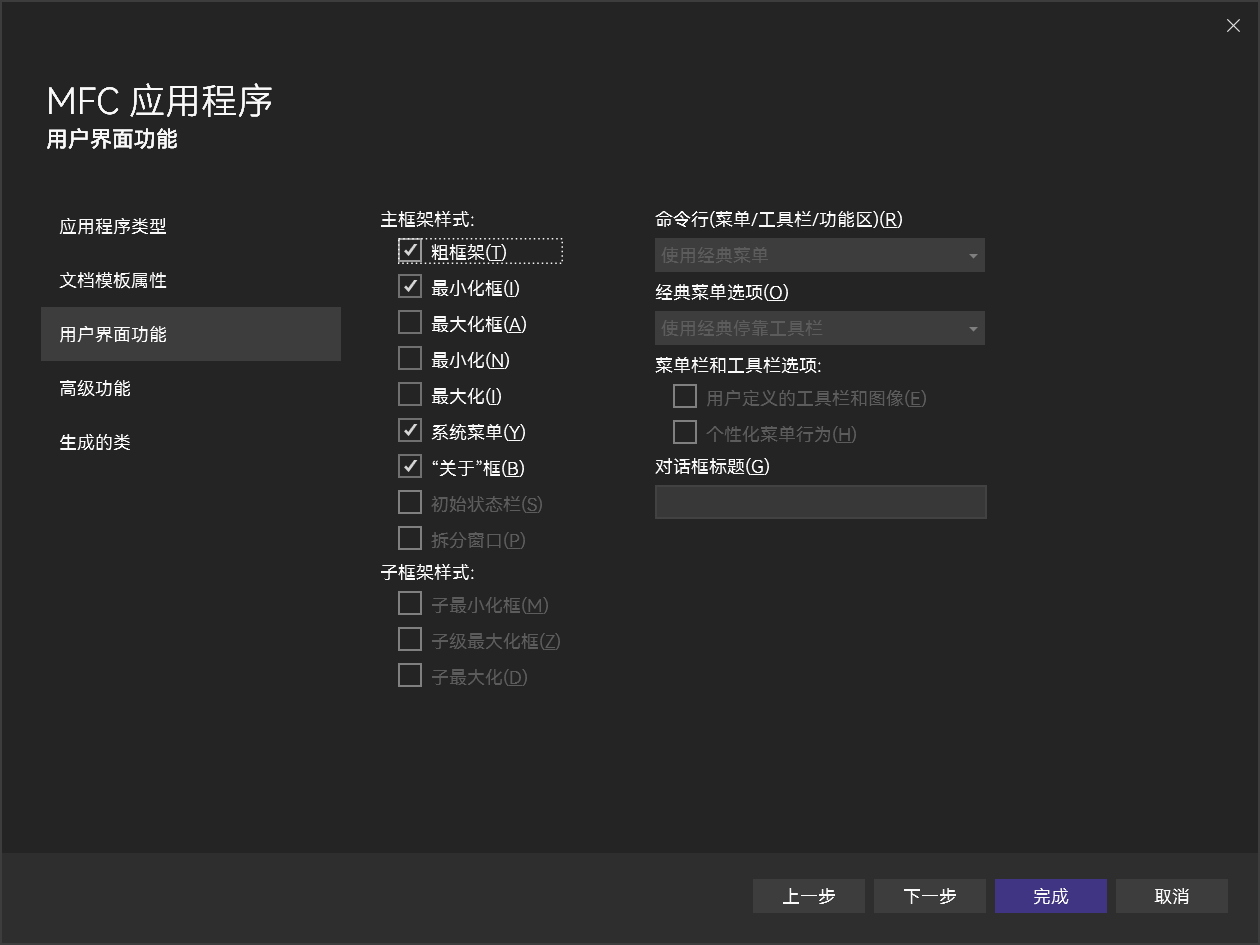 MFC 应用程序
用户界面功能
应用程序类型
文档模板属性
用户界面功能
高级功能
生成的类
主框架样式:
粗框架(T)
最小化框(I)
最大化框(A)
最小化(N)
最大化(I)
系统菜单(Y)
“关于”框(B)
初始状态栏(S)
拆分窗口(P)
子框架样式:
子最小化框(M)
子级最大化框(Z)
子最大化(D)
命令行(菜单/工具栏/功能区)(R)
使用经典菜单
经典菜单选项(O)
使用经典停靠工具栏
菜单栏和工具栏选项:
用户定义的工具栏和图像(E)
个性化菜单行为(H)
对话框标题(G)
上一步
下一步
完成
取消